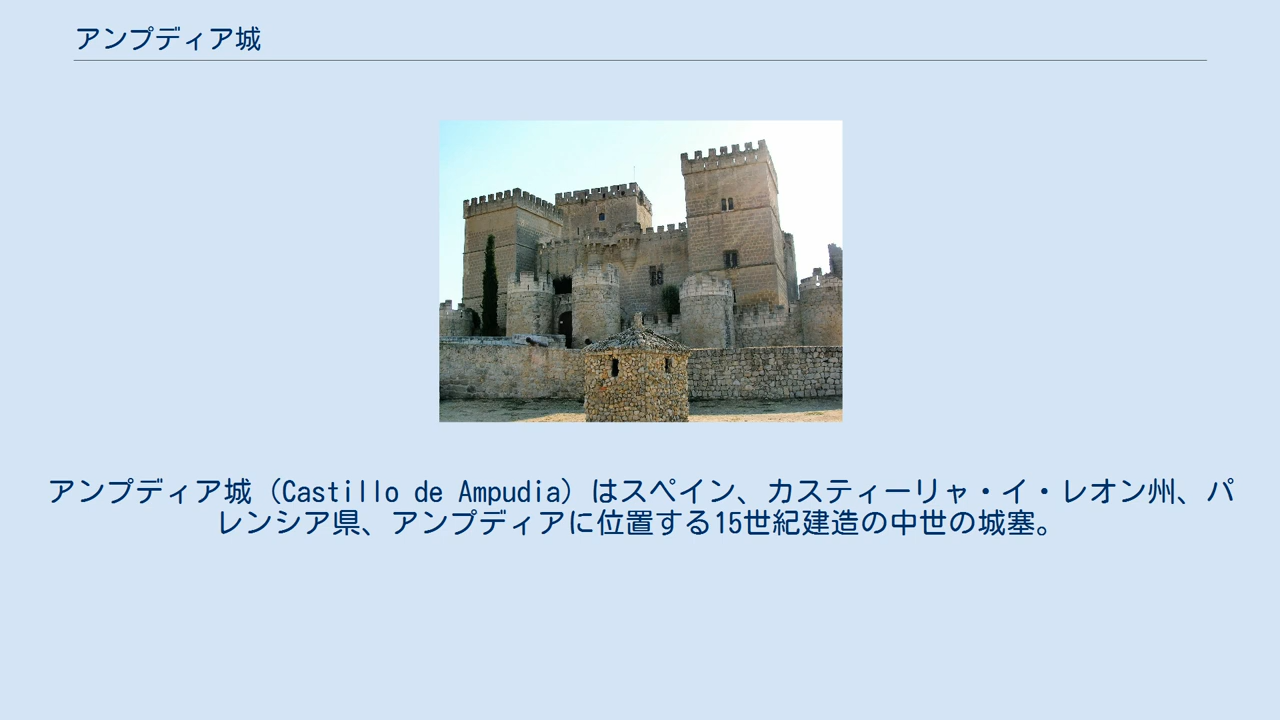 アンプディア城
アンプディア城（Castillo de Ampudia）はスペイン、カスティーリャ・イ・レオン州、パ
レンシア県、アンプディアに位置する15世紀建造の中世の城塞。